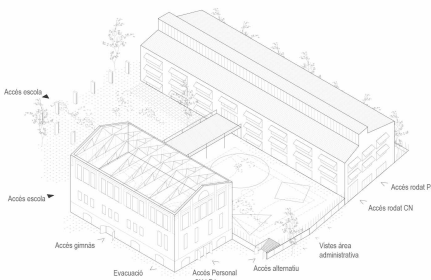 Accés escola
Accés escola
Accés gimnàs
Evacuació
Accés Personal
Accés alternatiu
Vistes àrea
administrativa
Accés rodat CN
Accés rodat P